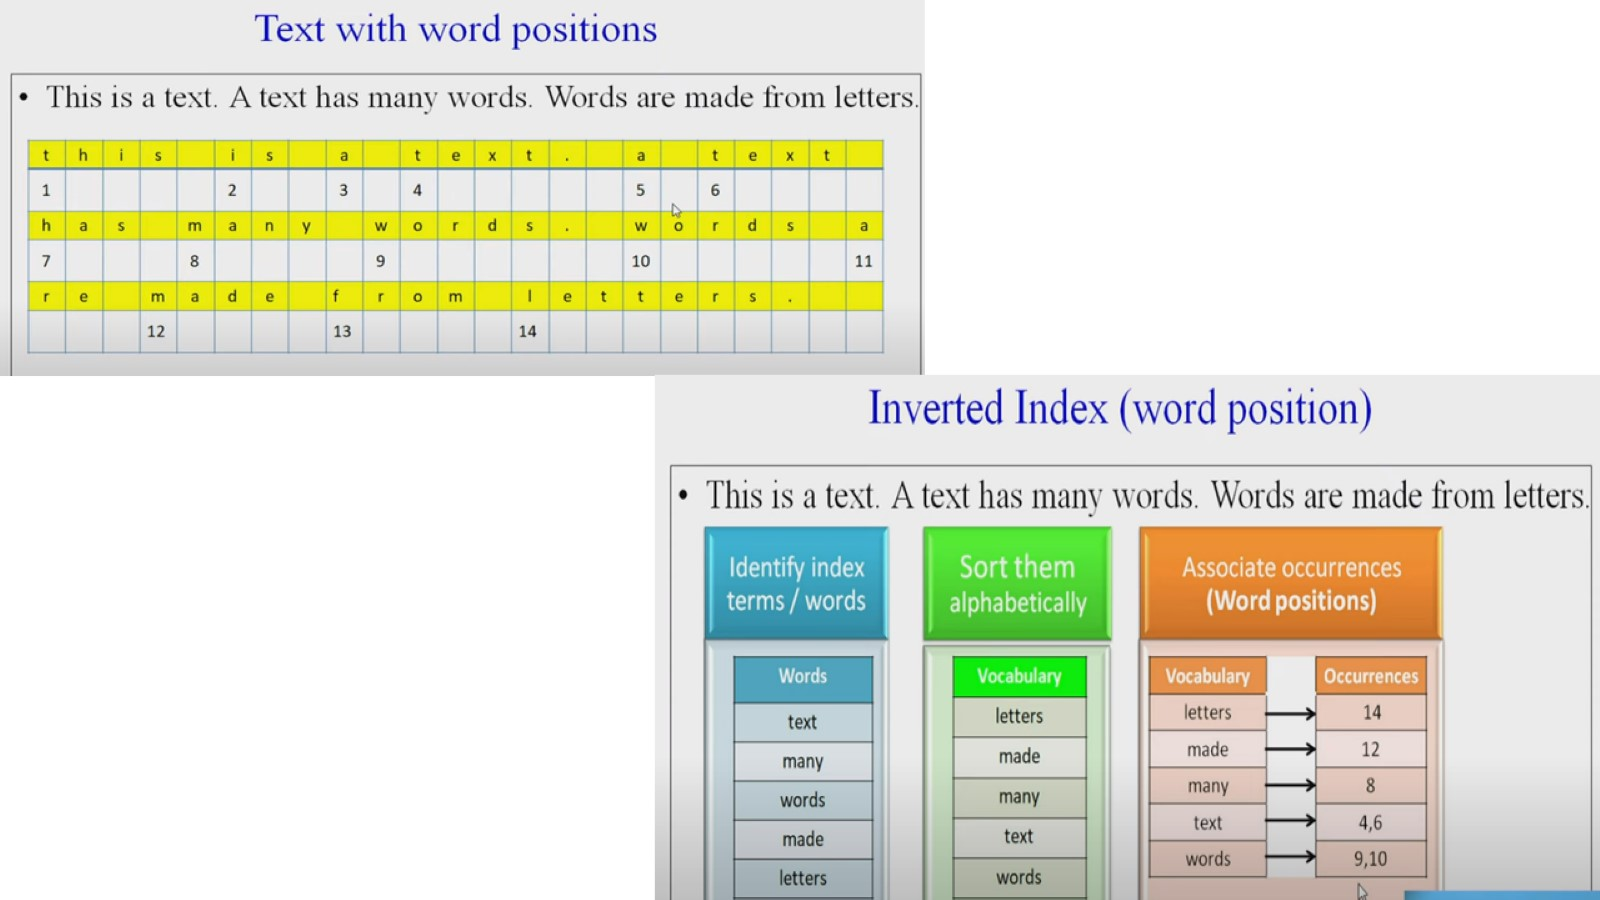 Text with word positions
• This is a text. A text has many words. Words are made from letters.
t h i s i s a t e x t . a t e x t
1 2 3 4 5 6
h a s m a n y w o r d s . w o r d s a
7 8 9 10 11
r e m a d e f r o m l e t t e r s .
12 13 14
Inverted Index (word position)
• This is a text. A text has many words. Words are made from letters.
Identify index
terms / words
Words
text
many
words
made
letters
Sort them
alphabetically
Vocabulary
letters
made
many
text
words
Associate occurrences
(Word positions)
Vocabulary Occurrences
letters 14
made 12
many 8
text 4,6
words 9,10